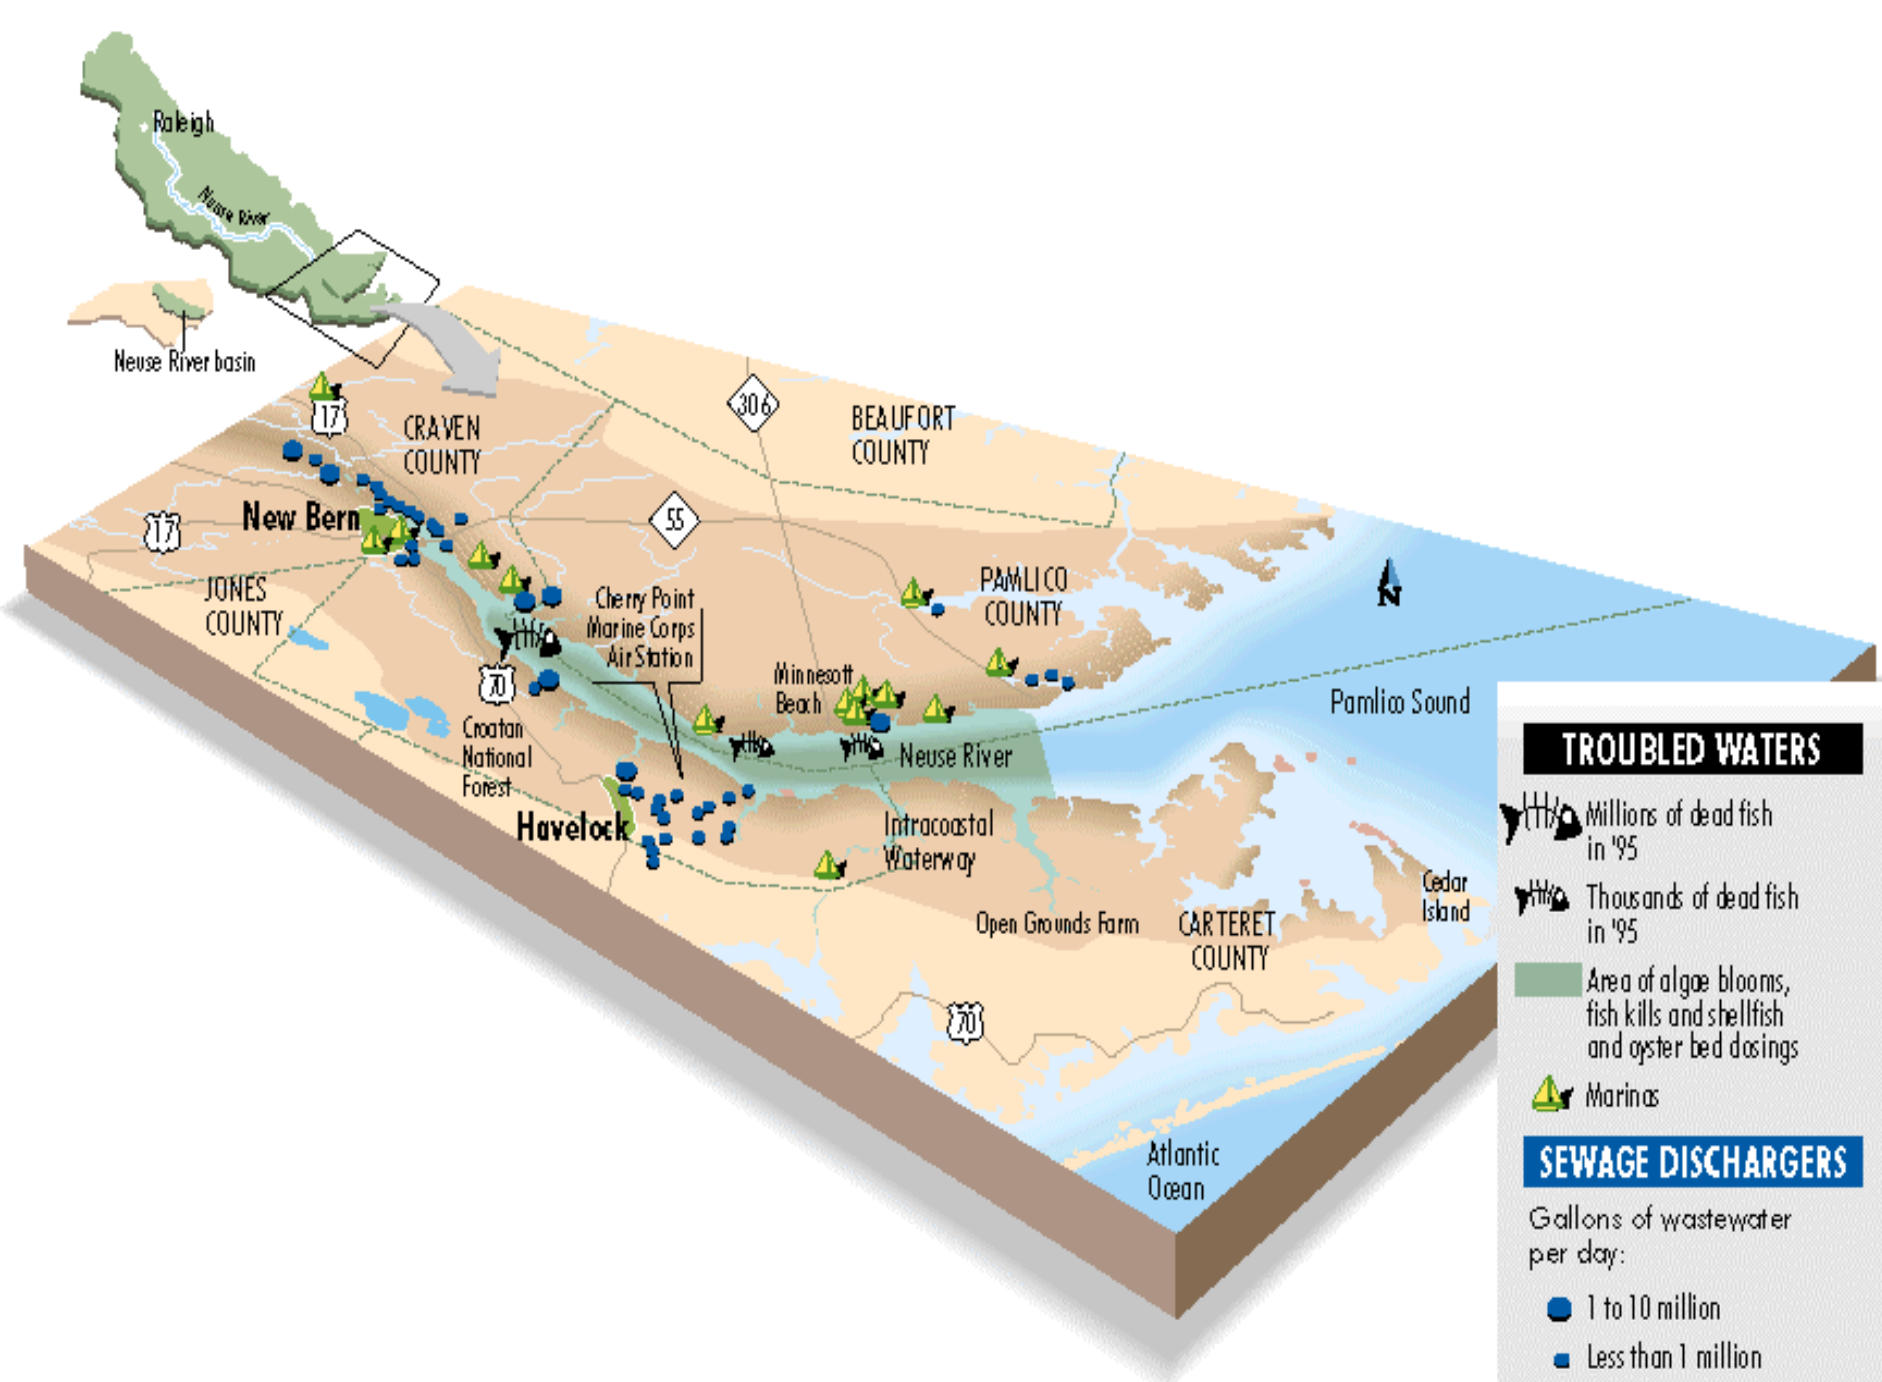 Raleigh
Neuse River
Neuse River basin
17
CRAVEN
COUNTY
306
BEAUFORT
COUNTY
New Bern
17
55
JONES
COUNTY
Cherry Point
Marine Corps
Air Station
PAMLICO
COUNTY
N
70
Minnesott
Beach
Pamlico Sound
Croatan
National
Forest
Neuse River
Havelock
Intracoastal
Waterway
Cedar
Island
Open Grounds Farm
CARTERET
COUNTY
70
Atlantic
Ocean
TROUBLED WATERS
Millions of dead fish
in '95
Thousands of dead fish
in '95
Area of algae blooms,
fish kills and shellfish
and oyster bed dosings
Marinas
SEWAGE DISCHARGERS
Gallons of wastewater
per day:
1 to 10 million
Less than 1 million